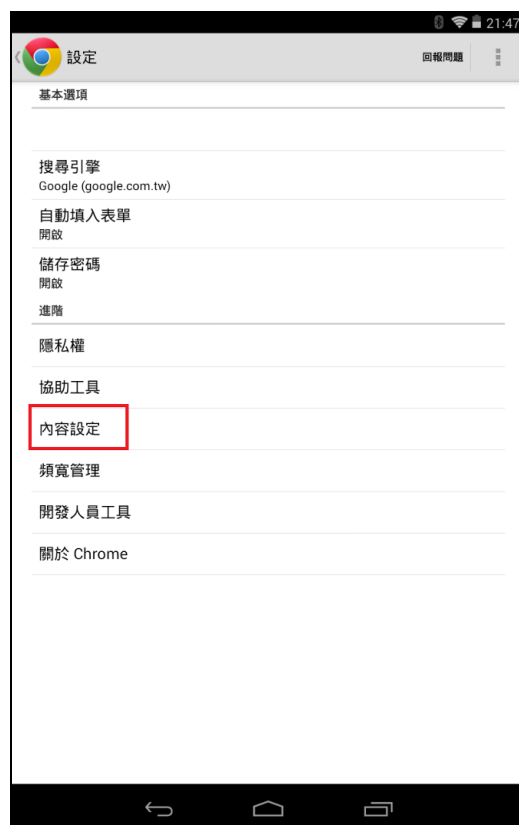 21:47
設定
回報問題
基本選項
搜尋引擎
Google (google.com.tw)
自動填入表單
開啟
儲存密碼
開啟
進階
隱私權
協助工具
內容設定
頻寬管理
開發人員工具
關於 Chrome